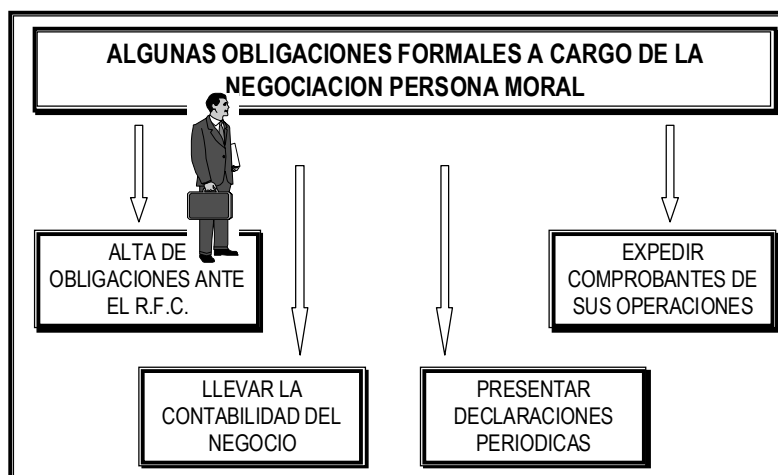 ALGUNAS OBLIGACIONES FORMALES A CARGO DE LA
NEGOCIACION PERSONA MORAL
ALTA DE
OBLIGACIONES ANTE
EL R.F.C.
EXPEDIR
COMPROBANTES DE
SUS OPERACIONES
LLEVAR LA
CONTABILIDAD DEL
NEGOCIO
PRESENTAR
DECLARACIONES
PERIODICAS